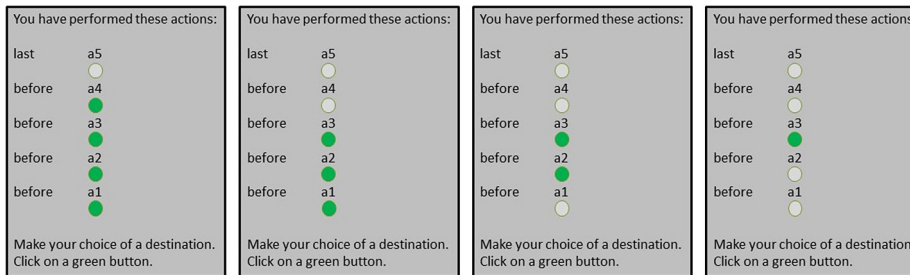 You have performed these actions:
last a5
before a4
before a3
before a2
before a1
Make your choice of a destination.
Click on a green button.
You have performed these actions:
last a5
before a4
before a3
before a2
before a1
Make your choice of a destination.
Click on a green button.
You have performed these actions:
last a5
before a4
before a3
before a2
before a1
Make your choice of a destination.
Click on a green button.
You have performed these actions
last a5
before a4
before a3
before a2
before a1
Make your choice of a destination
Click on a green button.